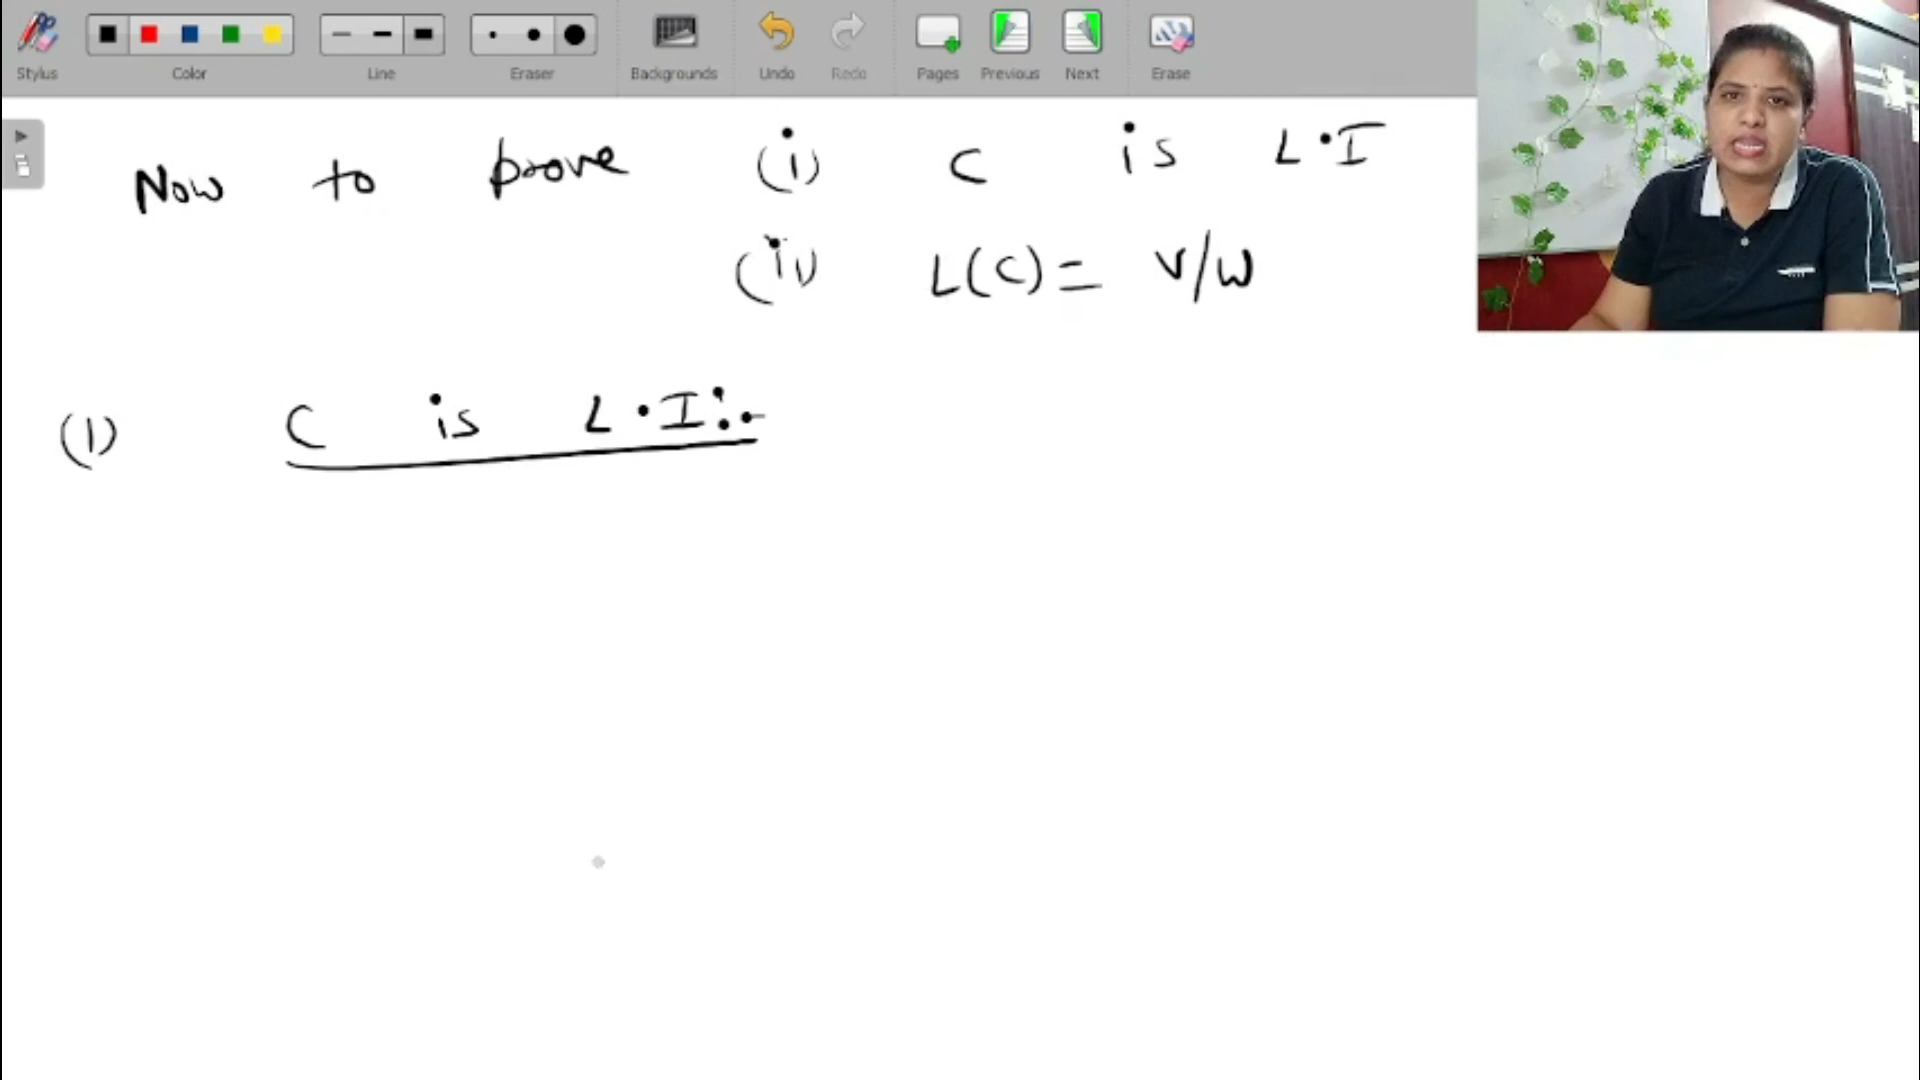 Stylus Color Line Eraser Backgrounds Undo Redo Pages Previous Next Erase
Now to prove (i) C is L.I
(ii) L(C) = V/W
(1) C is L.I:-